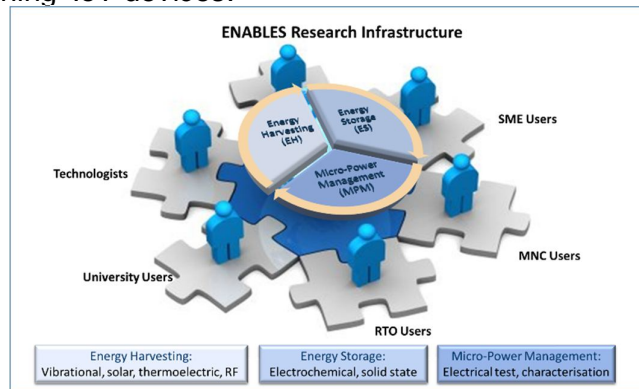 ENABLES Research Infrastructure
Energy
Harvesting
(EH)
Energy
Storage
(ES)
Micro-Power
Management
(MPM)
SME Users
Technologists
MNC Users
University Users
RTO Users
Energy Harvesting:
Vibrational, solar, thermoelectric, RF
Energy Storage:
Electrochemical, solid state
Micro-Power Management:
Electrical test, characterisation